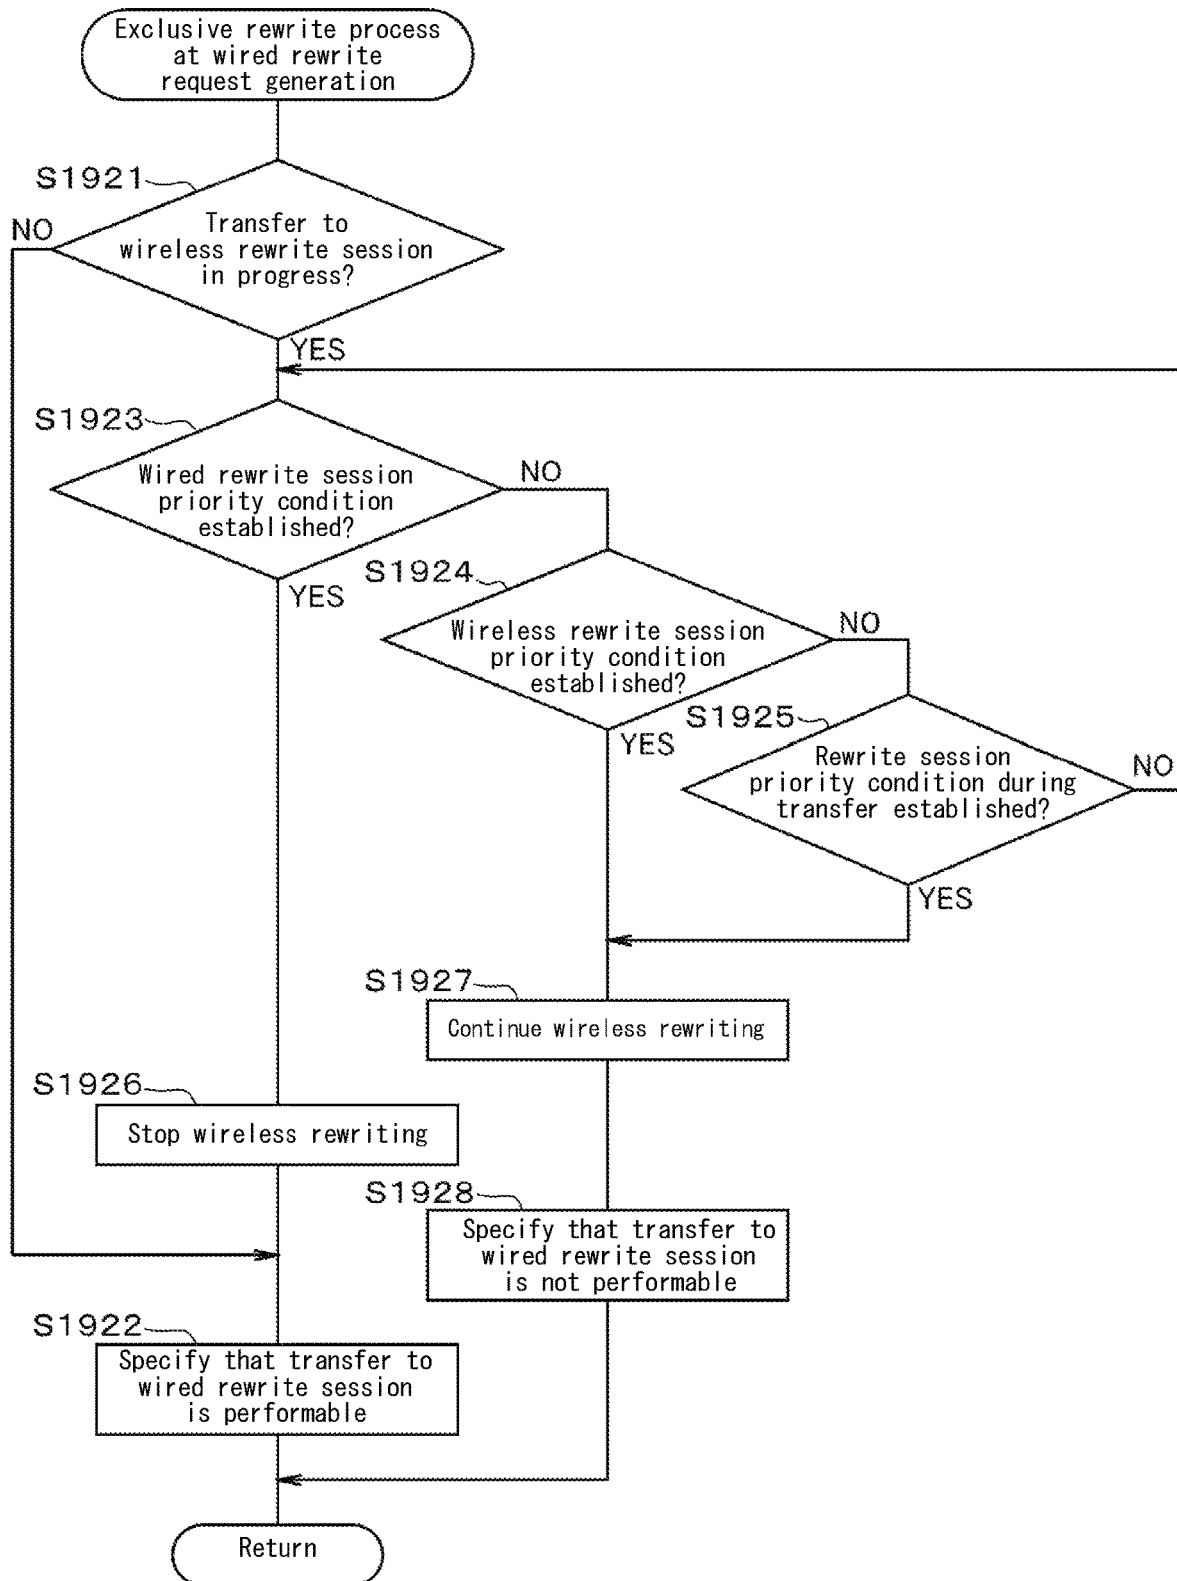 Exclusive rewrite process
at wired rewrite
request generation
S1921
NO
Transfer to
wireless rewrite session
in progress?
YES
S1923
Wired rewrite session
priority condition
established?
NO
YES
S1924
Wireless rewrite session
priority condition
established?
NO
YES
S1925
Rewrite session
priority condition during
transfer established?
NO
YES
S1927
Continue wireless rewriting
S1926
Stop wireless rewriting
S1928
Specify that transfer to
wired rewrite session
is not performable
S1922
Specify that transfer to
wired rewrite session
is performable
Return